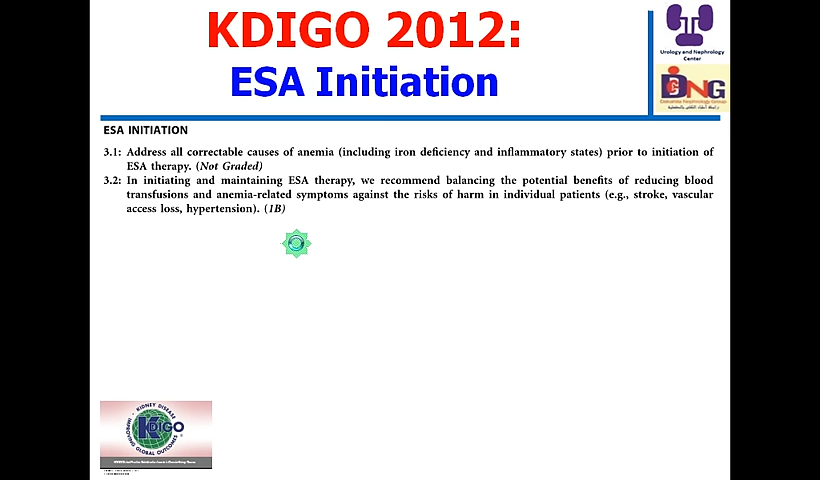 KDIGO 2012:
ESA Initiation
Urology and Nephrology
Center
DNG
ESA INITIATION
3.1: Address all correctable causes of anemia (including iron deficiency and inflammatory states) prior to initiation of
ESA therapy. (Not Graded)
3.2: In initiating and maintaining ESA therapy, we recommend balancing the potential benefits of reducing blood
transfusions and anemia-related symptoms against the risks of harm in individual patients (e.g., stroke, vascular
access loss, hypertension). (1B)
KIDNEY DISEASE
KDIGO
IMPROVING GLOBAL OUTCOMES